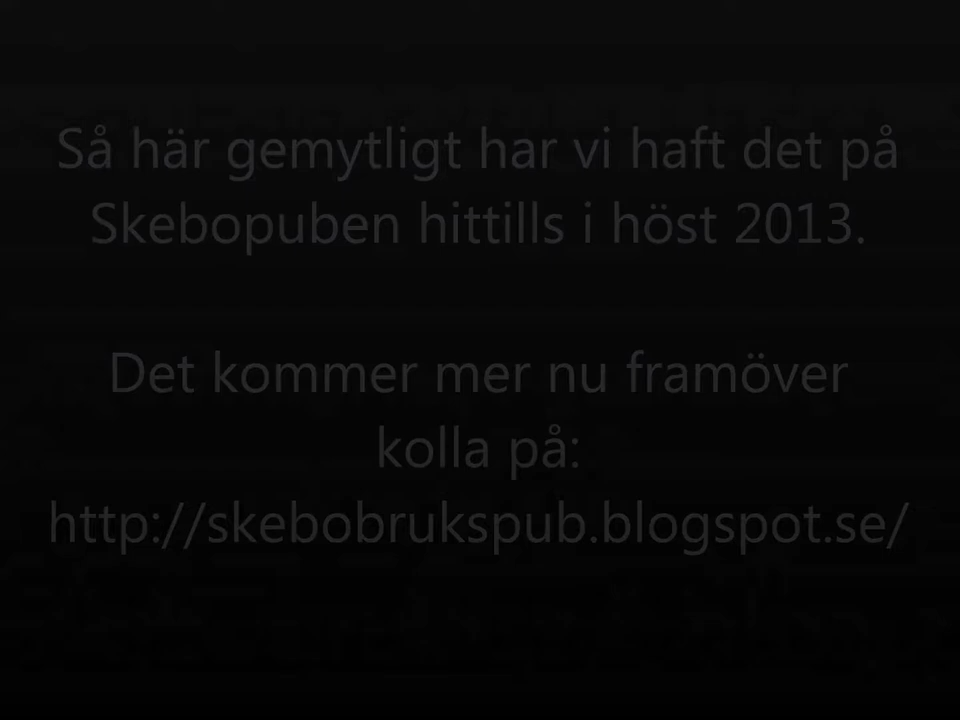 Så här gemytligt har vi haft det på
Skebopuben hittills i höst 2013.
Det kommer mer nu framöver
kolla på:
http://skebobrukspub.blogspot.se/